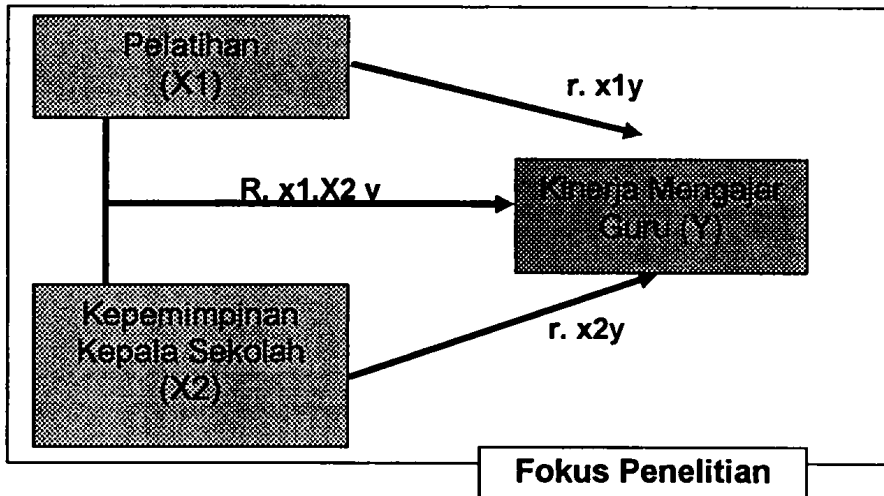 Pelatihan
(X1)
r. x1y
R. x1.X2 y
Kinerja Mengajar
Guru (Y)
Kepemimpinan
Kepala Sekolah
(X2)
r. x2y
Fokus Penelitian